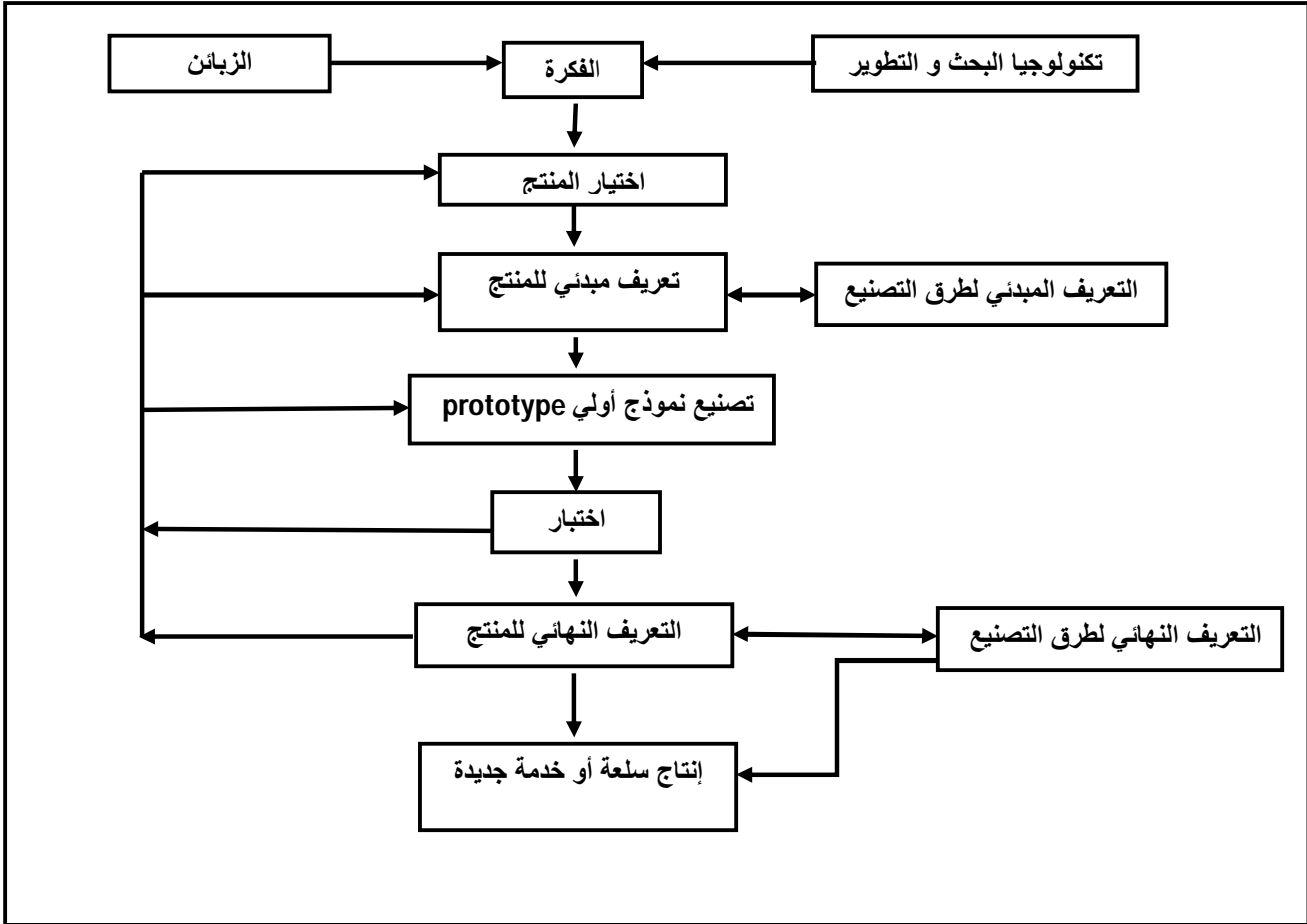 تكنولوجيا البحث و التطوير
الفكرة
الزبائن
اختيار المنتج
تعريف مبدئي للمنتج
التعريف المبدئي لطرق التصنيع
تصنيع نموذج أولي prototype
اختبار
التعريف النهائي للمنتج
التعريف النهائي لطرق التصنيع
إنتاج سلعة أو خدمة جديدة